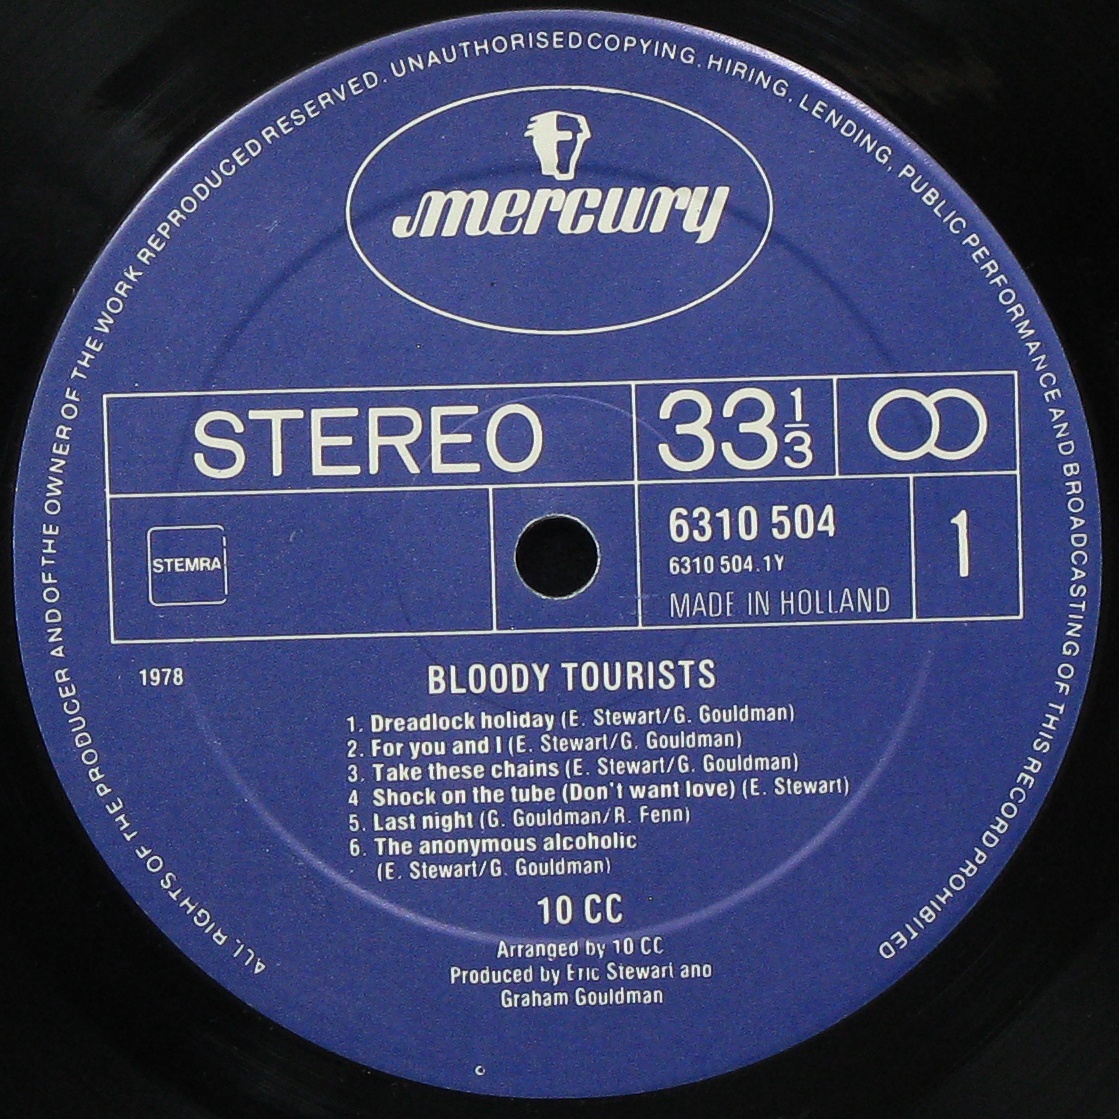 ALL RIGHTS OF THE PRODUCER AND OF THE OWNER OF THE WORK REPRODUCED RESERVED. UNAUTHORISED COPYING, HIRING, LENDING, PUBLIC PERFORMANCE AND BROADCASTING OF THIS RECORD PROHIBITED
mercury
STEREO 33 1/3
STEMRA
6310 504
6310 504.1Y
MADE IN HOLLAND
1
1978
BLOODY TOURISTS
1. Dreadlock holiday (E. Stewart/G. Gouldman)
2. For you and I (E. Stewart/G. Gouldman)
3. Take these chains (E. Stewart/G. Gouldman)
4 Shock on the tube (Don't want love) (E. Stewart)
5. Last night (G. Gouldman/R. Fenn)
6. The anonymous alcoholic
(E. Stewart/G. Gouldman)
10 CC
Arranged by 10 CC
Produced by Eric Stewart and
Graham Gouldman